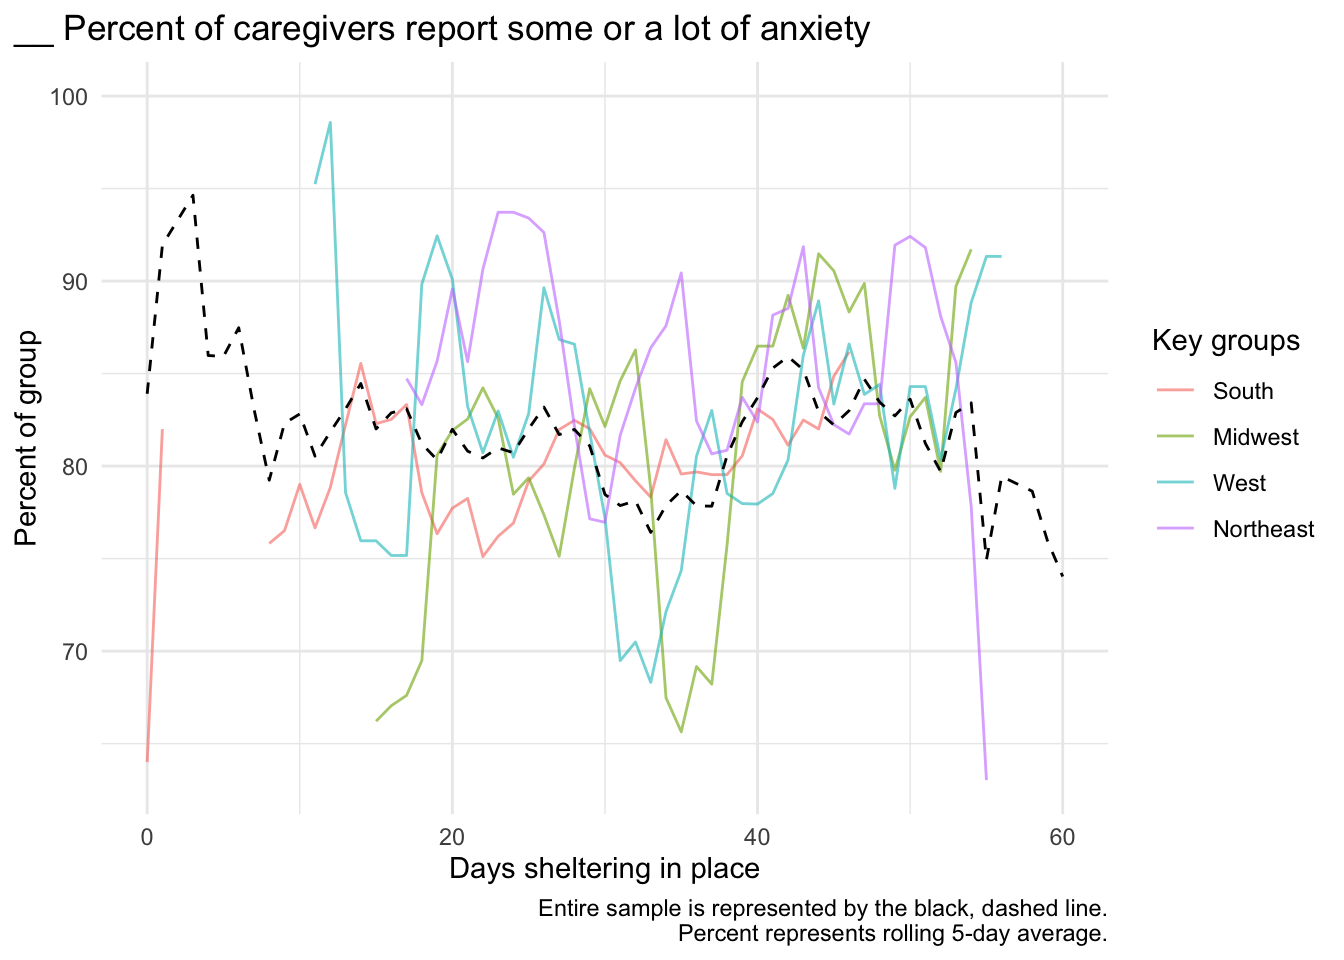 __ Percent of caregivers report some or a lot of anxiety
100
90
80
70
Percent of group
0
20
40
60
Days sheltering in place
Key groups
South
Midwest
West
Northeast
Entire sample is represented by the black, dashed line.
Percent represents rolling 5-day average.